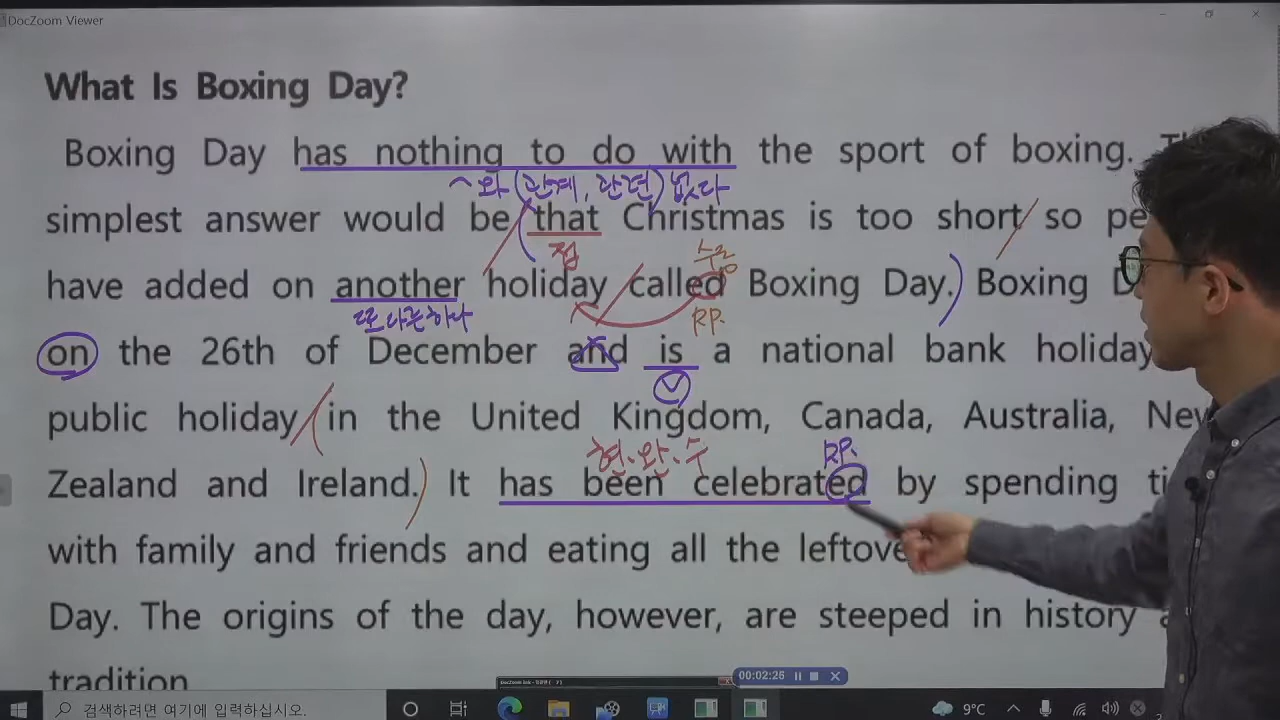 DocZoom Viewer
What Is Boxing Day?
Boxing Day has nothing to do with the sport of boxing.
~와 (관계, 관련) 없다
simplest answer would be that Christmas is too short so
접 수동
have added on another holiday called Boxing Day. Boxing
또 다른 하나 P.P.
on the 26th of December and is a national bank holiday
V
public holiday in the United Kingdom, Canada, Australia, New
현·완·수 P.P.
Zealand and Ireland. It has been celebrated by spending
with family and friends and eating all the
Day. The origins of the day, however, are steeped in history
tradition
00:02:25
검색하려면 여기에 입력하십시오.
9°C